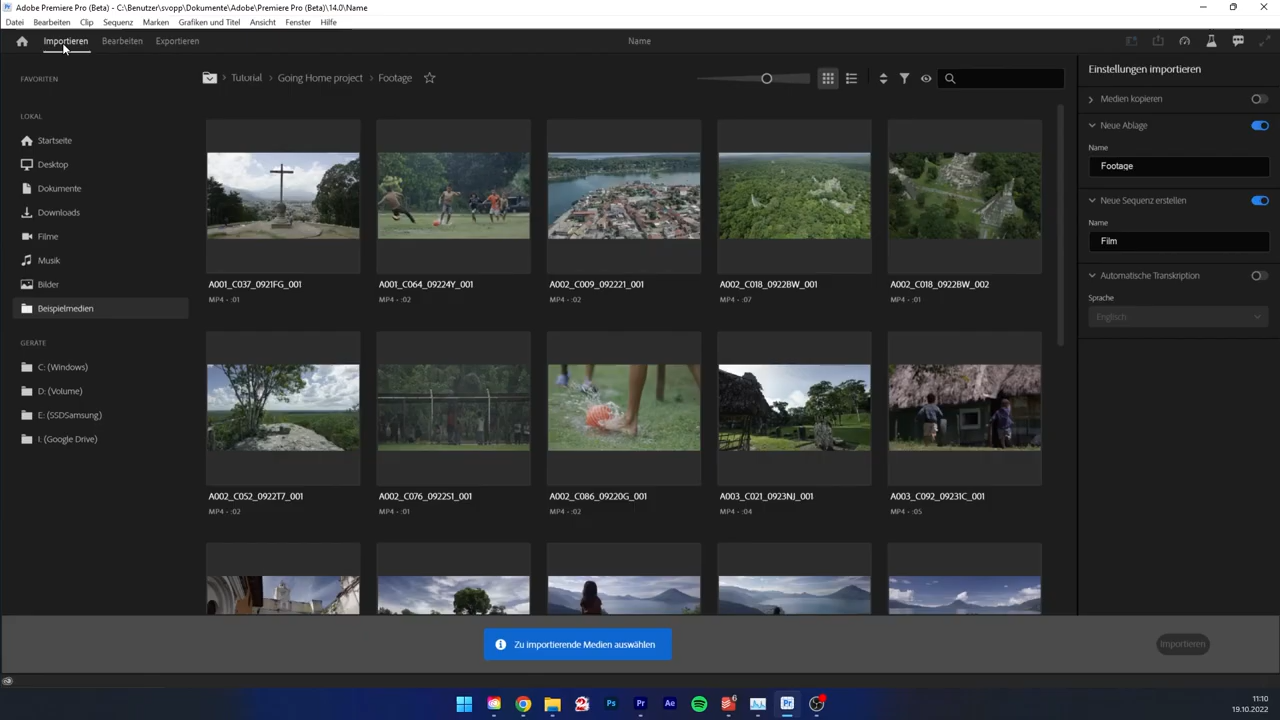 Adobe Premiere Pro (Beta) - C:\Benutzer\svopp\Dokumente\Adobe\Premiere Pro (Beta)\14.0\Name
Datei Bearbeiten Clip Sequenz Marken Grafiken und Titel Ansicht Fenster Hilfe
Importieren Bearbeiten Exportieren
Name
FAVORITEN
LOKAL
Startseite
Desktop
Dokumente
Downloads
Filme
Musik
Bilder
Beispielmedien
GERÄTE
C: (Windows)
D: (Volume)
E: (SSDSamsung)
I: (Google Drive)
Tutorial > Going Home project > Footage
A001_C037_0921FG_001
MP4 - :01
A001_C064_09224Y_001
MP4 - :02
A002_C009_092221_001
MP4 - :02
A002_C018_0922BW_001
MP4 - :07
A002_C018_0922BW_002
MP4 - :01
A002_C052_0922T7_001
MP4 - :02
A002_C076_0922S1_001
MP4 - :01
A002_C086_09220G_001
MP4 - :02
A003_C021_0923NJ_001
MP4 - :04
A003_C092_09231C_001
MP4 - :05
Einstellungen importieren
Medien kopieren
Neue Ablage
Name
Footage
Neue Sequenz erstellen
Name
Film
Automatische Transkription
Sprache
Englisch
Zu importierende Medien auswählen
Importieren
Ps Pr Ae 6 Pr
11:10
19.10.2022